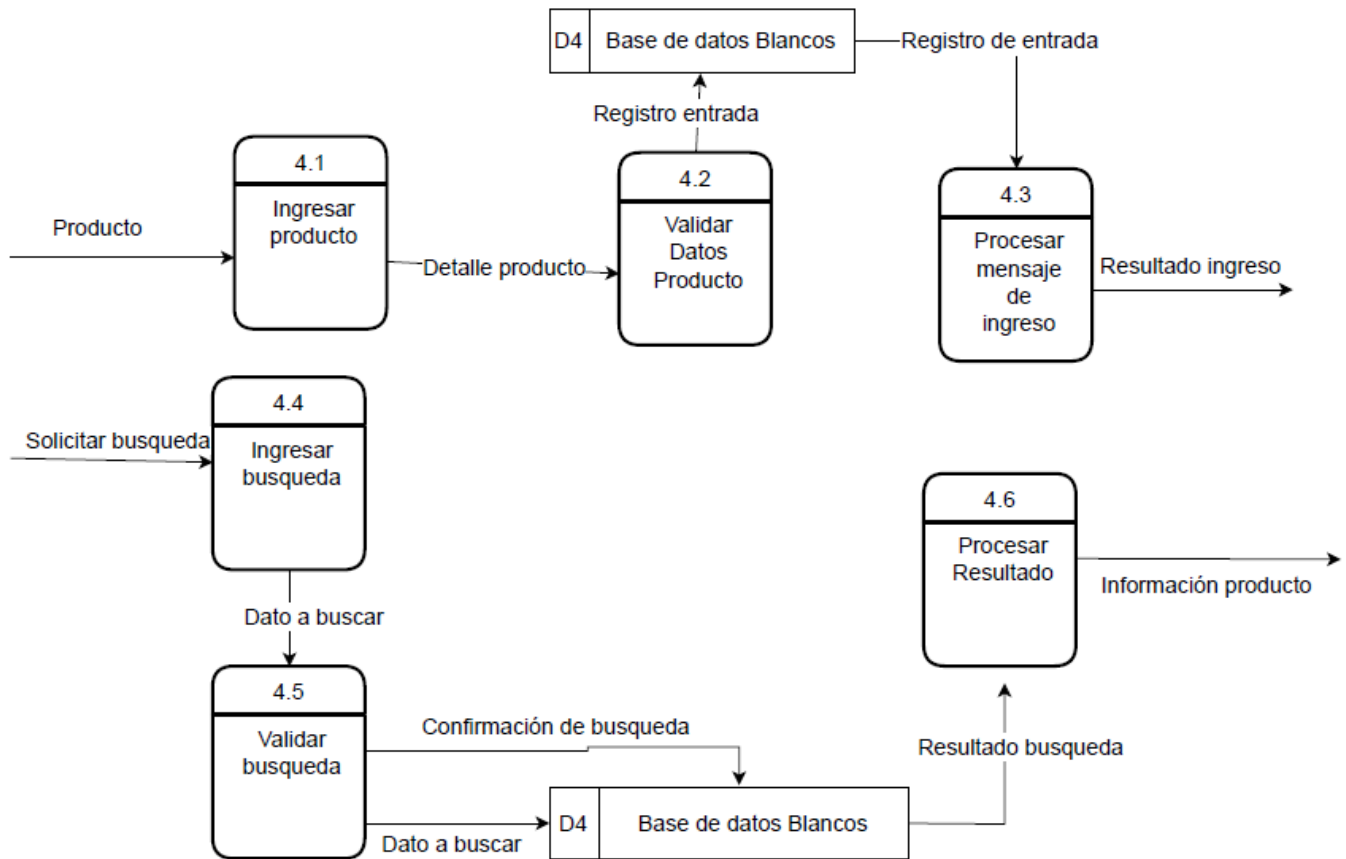 D4
Base de datos Blancos
Registro de entrada
Registro entrada
4.1
Ingresar
producto
4.2
Validar
Datos
Producto
4.3
Procesar
mensaje
de
ingreso
Producto
Detalle producto
Resultado ingreso
4.4
Ingresar
busqueda
Solicitar busqueda
4.6
Procesar
Resultado
Información producto
Dato a buscar
4.5
Validar
busqueda
Confirmación de busqueda
Resultado busqueda
Dato a buscar
D4
Base de datos Blancos